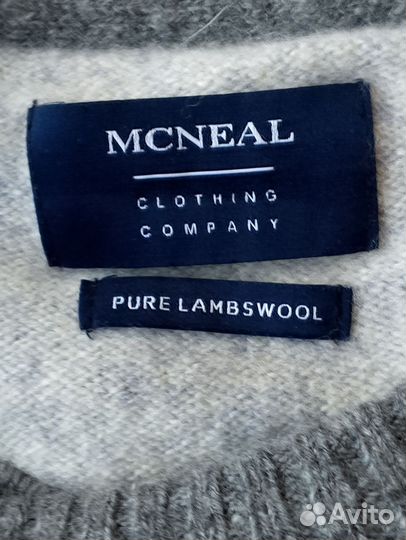 MCNEAL
CLOTHING
COMPANY
PURE LAMBSWOOL
Avito